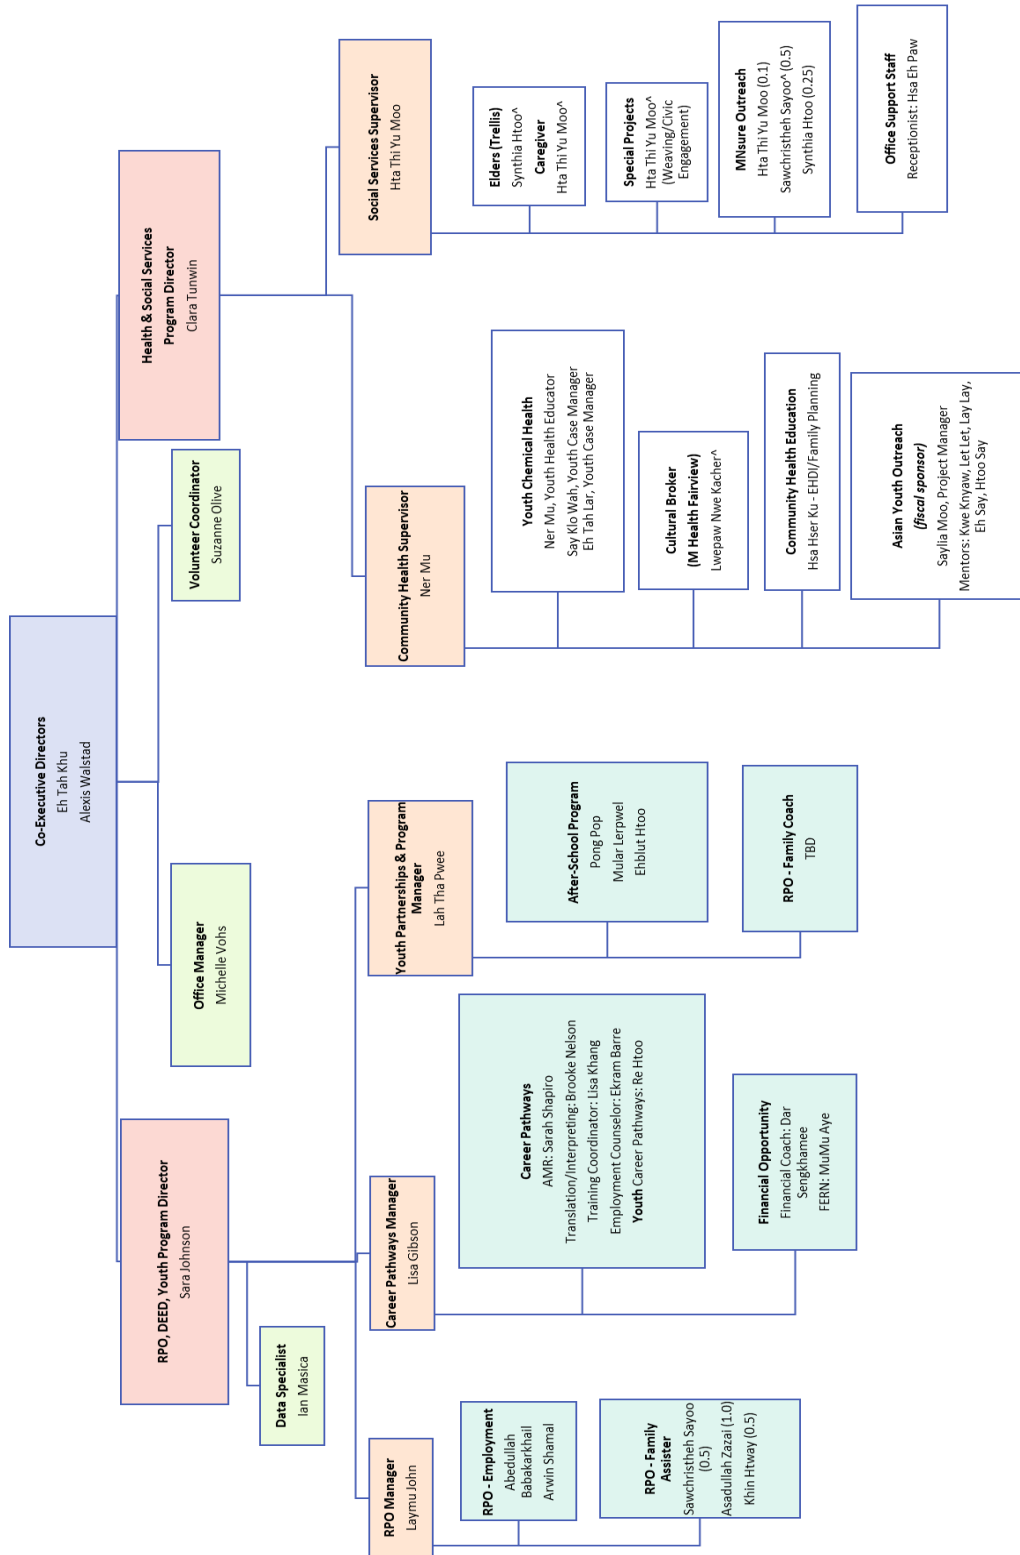 Co-Executive Directors
Eh Tah Khu
Alexis Walstad
RPO, DEED, Youth Program Director
Sara Johnson
Office Manager
Michelle Vohs
Volunteer Coordinator
Suzanne Olive
Health & Social Services
Program Director
Clara Tunwin
Data Specialist
Ian Masica
RPO Manager
Laymu John
Career Pathways Manager
Lisa Gibson
Youth Partnerships & Program
Manager
Lah Tha Pwee
Community Health Supervisor
Ner Mu
Social Services Supervisor
Hta Thi Yu Moo
RPO - Employment
Abedullah
Babakarkhail
Arwin Shamal
RPO - Family
Assister
Sawchristheh Sayoo
(0.5)
Asadullah Zazai (1.0)
Khin Htway (0.5)
Career Pathways
AMR: Sarah Shapiro
Translation/Interpreting: Brooke Nelson
Training Coordinator: Lisa Khang
Employment Counselor: Ekram Barre
Youth Career Pathways: Re Htoo
Financial Opportunity
Financial Coach: Dar
Sengkhamee
FERN: MuMu Aye
After-School Program
Pong Pop
Mular Lerpwel
Ehblut Htoo
RPO - Family Coach
TBD
Youth Chemical Health
Ner Mu, Youth Health Educator
Say Klo Wah, Youth Case Manager
Eh Tah Lar, Youth Case Manager
Cultural Broker
(M Health Fairview)
Lwepaw Nwe Kacher^
Community Health Education
Hsa Hser Ku - EHDI/Family Planning
Asian Youth Outreach
(fiscal sponsor)
Saylia Moo, Project Manager
Mentors: Kwe Knyaw, Let Let, Lay Lay,
Eh Say, Htoo Say
Elders (Trellis)
Synthia Htoo^
Caregiver
Hta Thi Yu Moo^
Special Projects
Hta Thi Yu Moo^
(Weaving/Civic
Engagement)
MNsure Outreach
Hta Thi Yu Moo (0.1)
Sawchristheh Sayoo^ (0.5)
Synthia Htoo (0.25)
Office Support Staff
Receptionist: Hsa Eh Paw